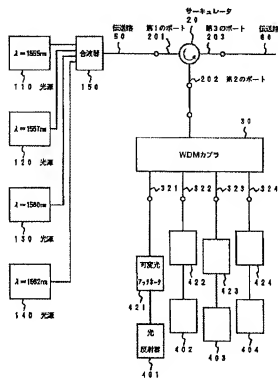 サーキュレータ
20
伝送路
50
第1のポート
201
第3のポート
203
伝送路
60
λ=1555nm
合波器
150
110 光源
202 第2のポート
λ=1557nm
120 光源
30
WDMカプラ
λ=1560nm
130 光源
321
322
323
324
可変光
アッテネータ
421
422
423
424
λ=1562nm
140 光源
光
反射器
401
402
403
404